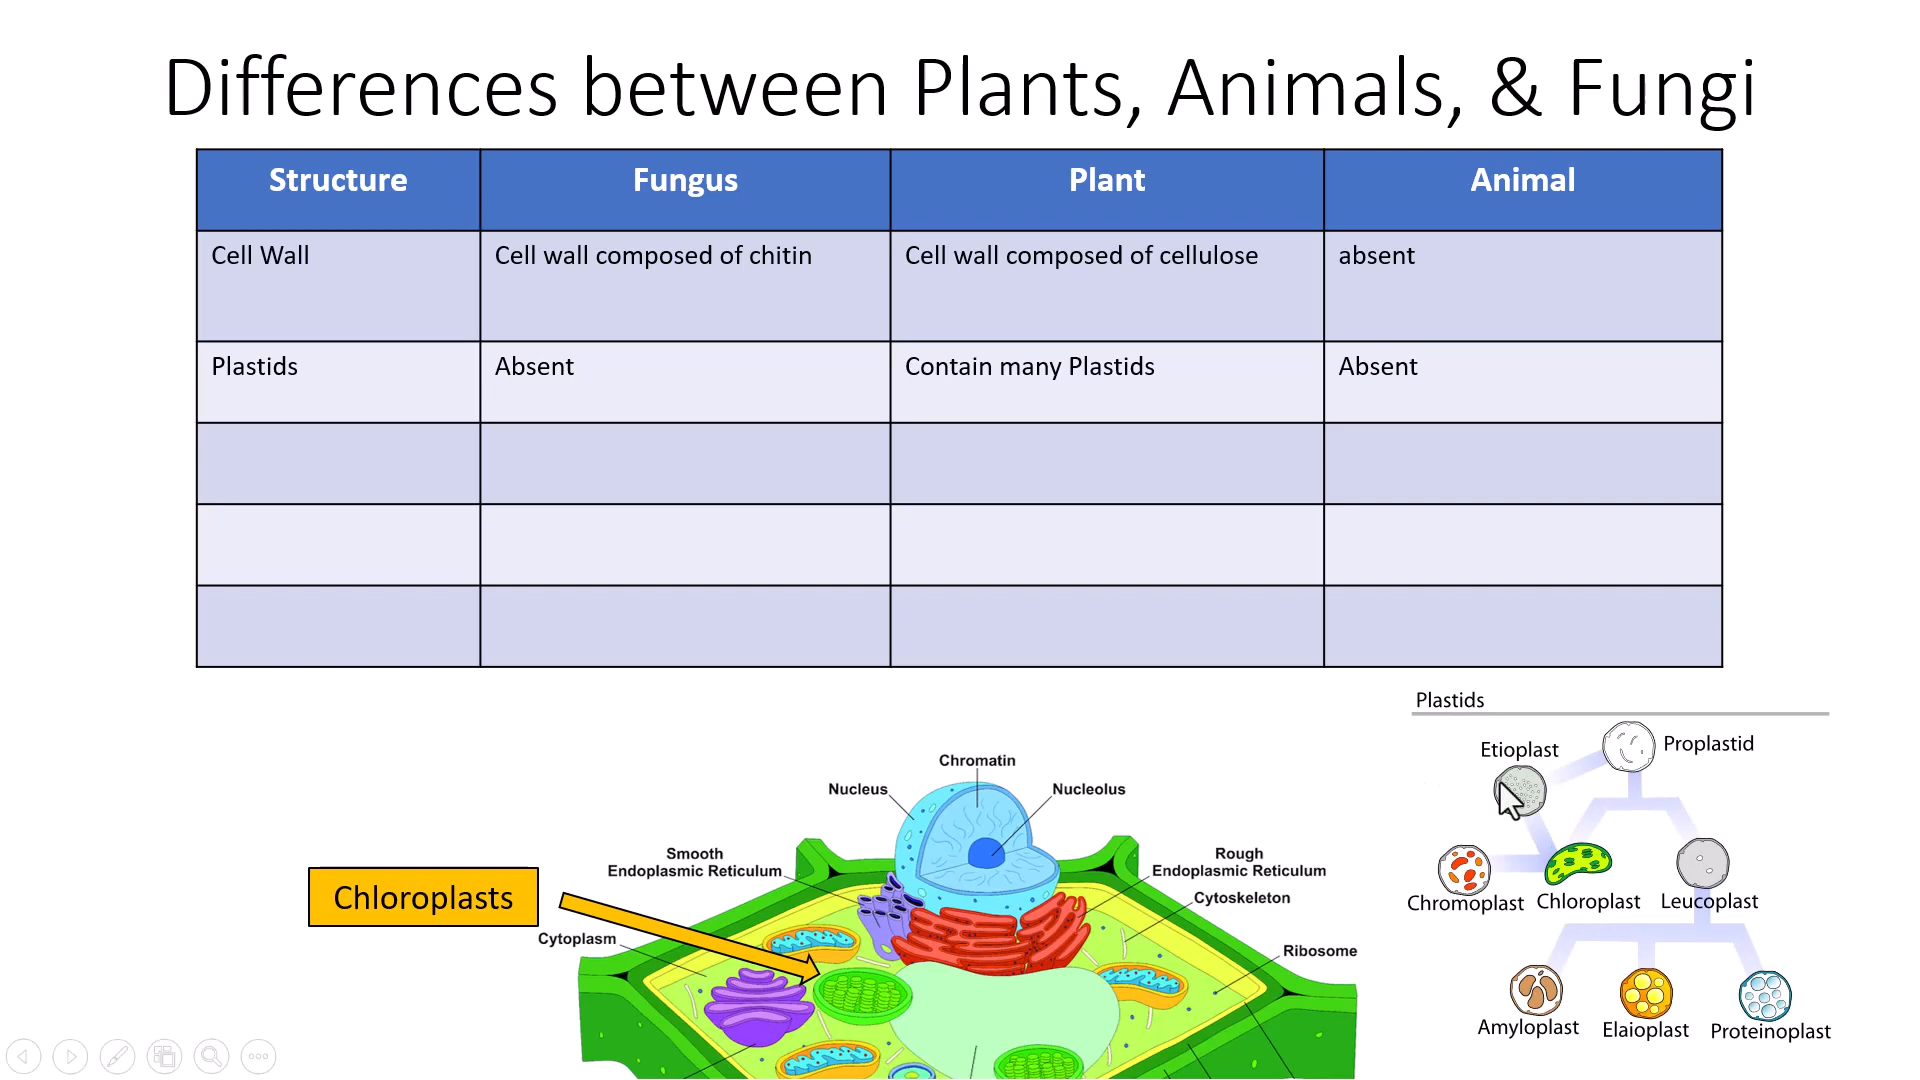 Differences between Plants, Animals, & Fungi
Structure Fungus Plant Animal
Cell Wall Cell wall composed of chitin Cell wall composed of cellulose absent
Plastids Absent Contain many Plastids Absent
Plastids
Etioplast
Proplastid
Chromoplast
Chloroplast
Leucoplast
Amyloplast
Elaioplast
Proteinoplast
Chromatin
Nucleus
Nucleolus
Smooth
Endoplasmic Reticulum
Rough
Endoplasmic Reticulum
Cytoskeleton
Chloroplasts
Cytoplasm
Ribosome